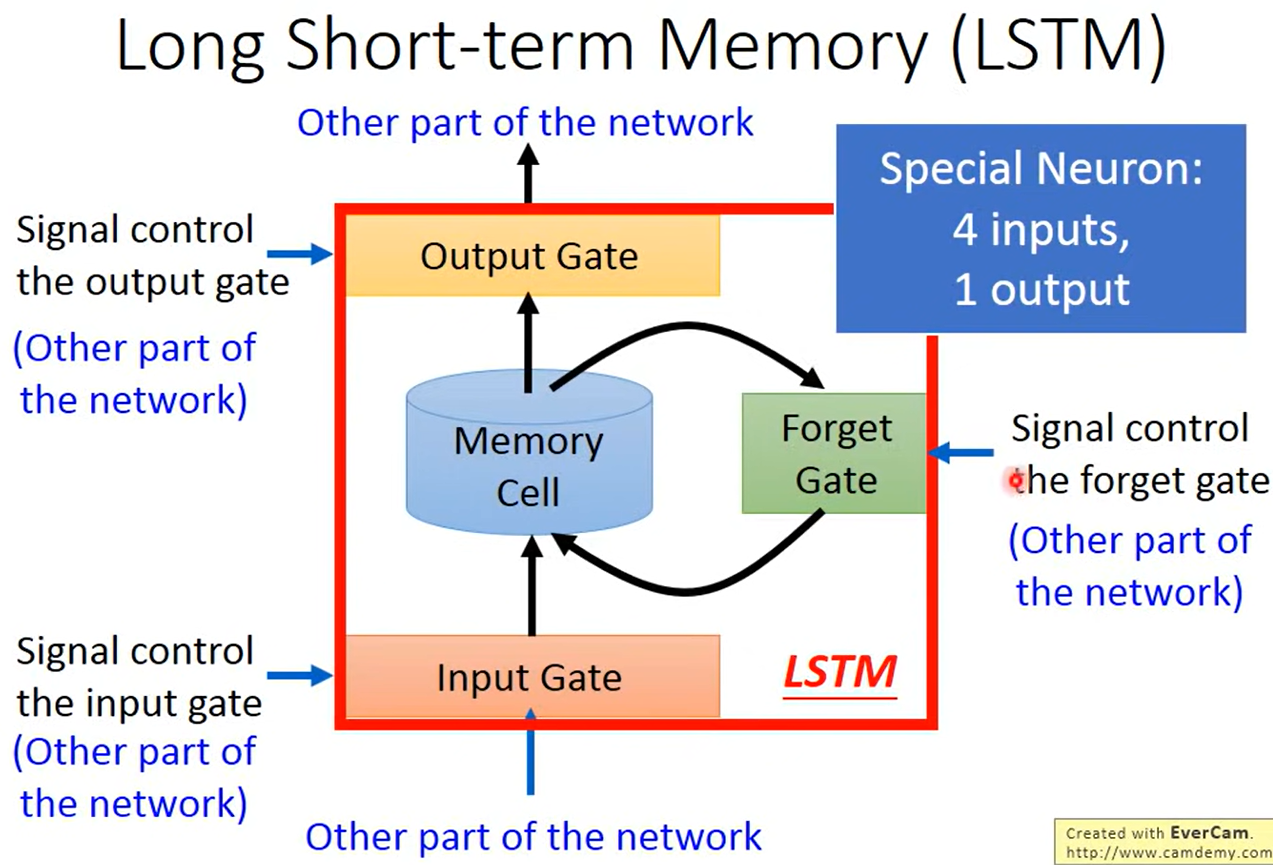 Long Short-term Memory (LSTM)
Other part of the network
Special Neuron:
4 inputs,
1 output
Signal control
the output gate
(Other part of
the network)
Output Gate
Memory
Cell
Forget
Gate
Signal control
the forget gate
(Other part of
the network)
Signal control
the input gate
(Other part of
the network)
Input Gate
LSTM
Other part of the network
Created with EverCam.
http://www.camdemy.com